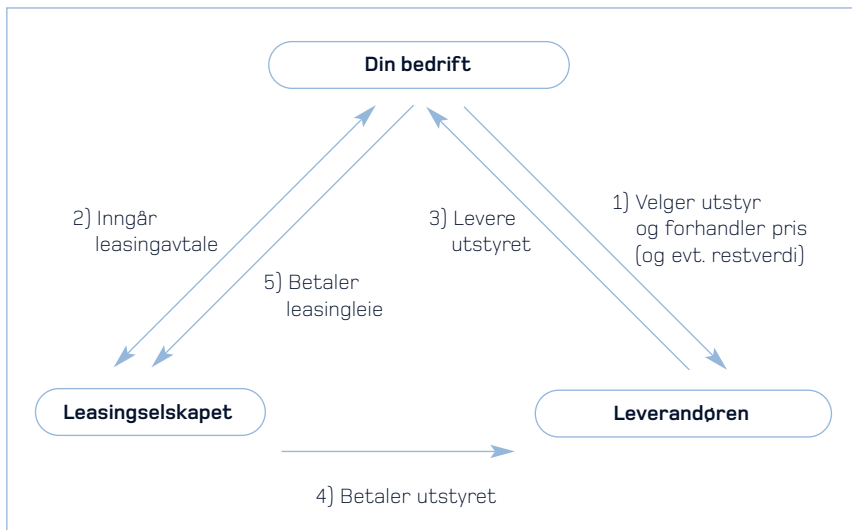 Din bedrift
2) Inngår
leasingavtale
3) Levere
utstyret
1) Velger utstyr
og forhandler pris
(og evt. restverdi)
5) Betaler
leasingleie
Leasingselskapet
Leverandøren
4) Betaler utstyret